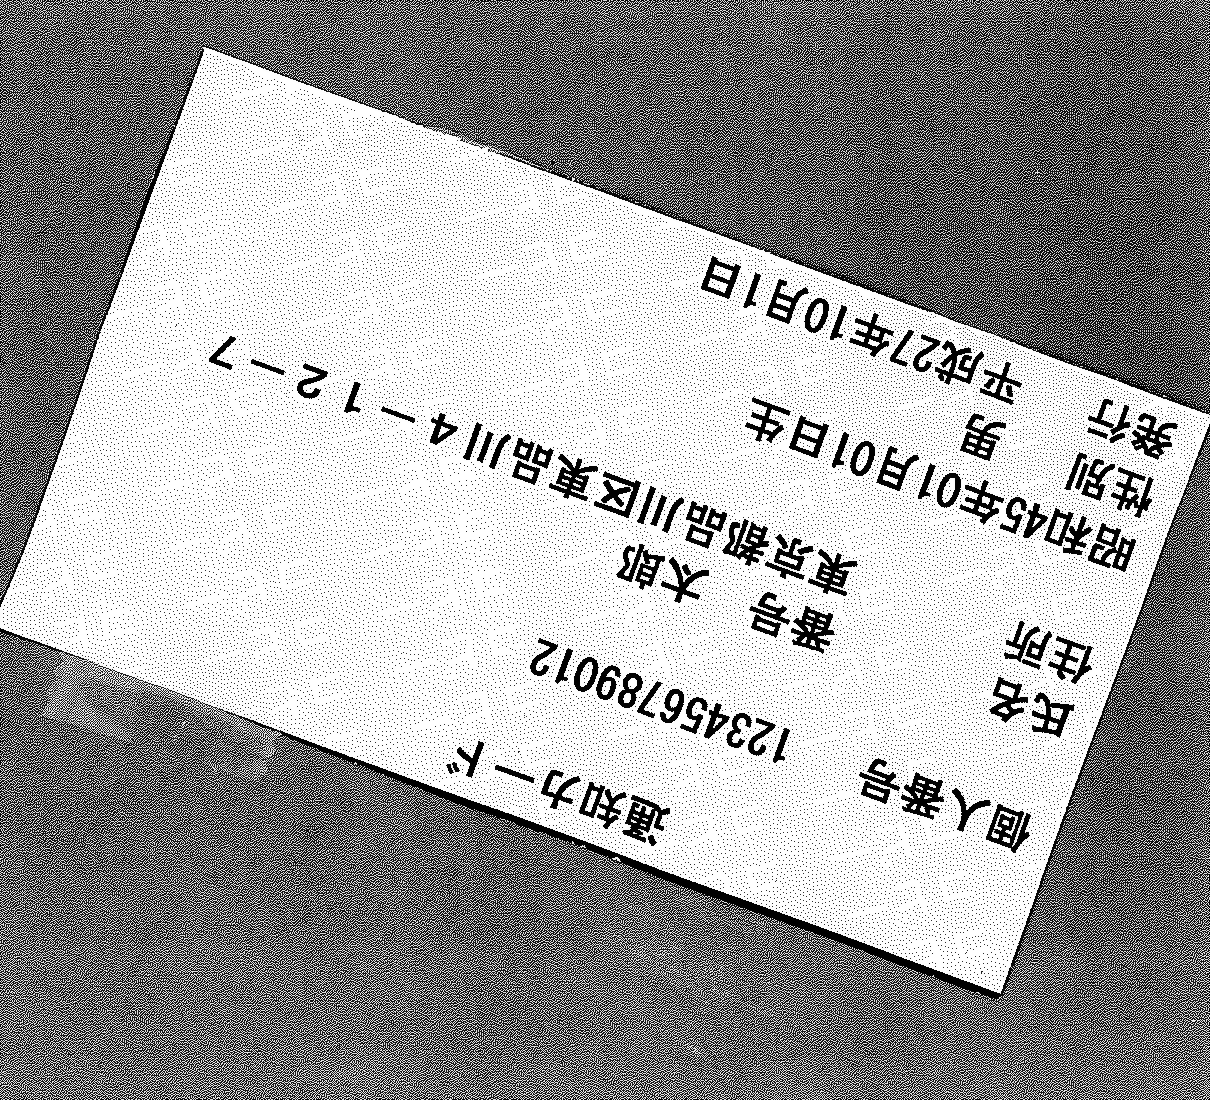 通知カード
個人番号 123456789012
氏名 番号 太郎
住所 東京都品川区東品川4－12－7
昭和45年01月01日生
性別 男
発行 平成27年10月1日